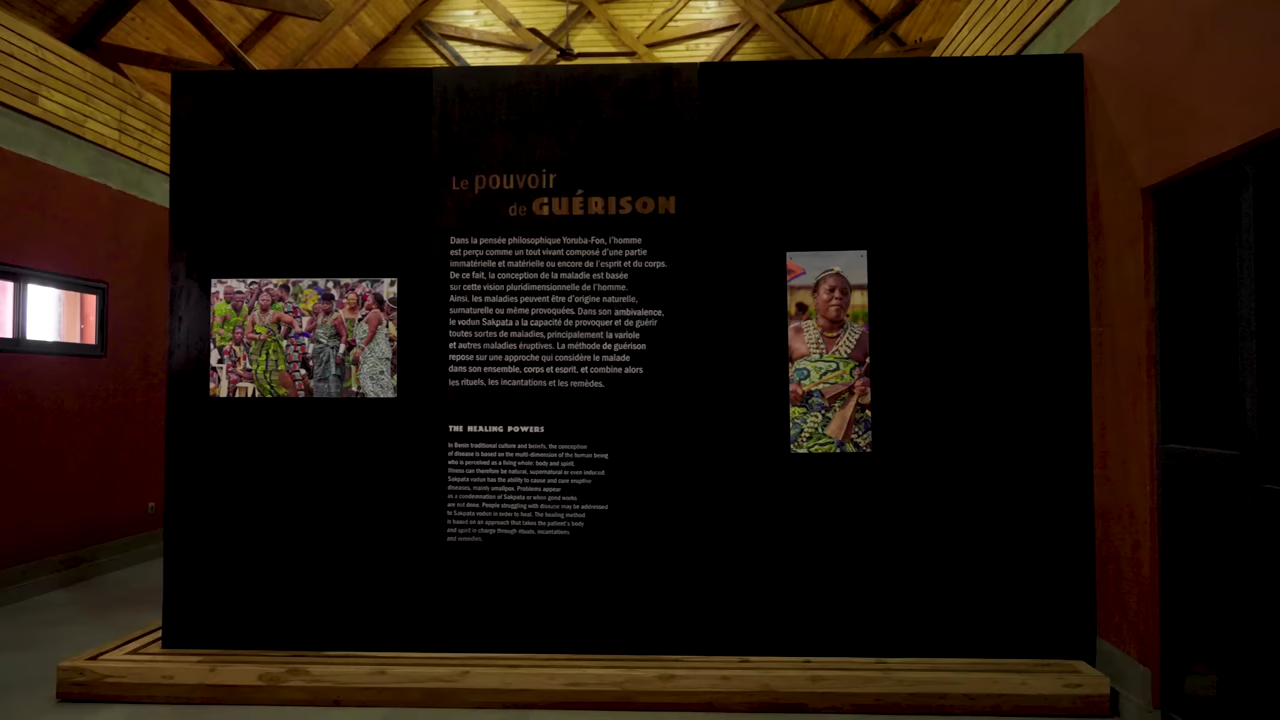 Le pouvoir
de GUÉRISON
Dans la pensée philosophique Yoruba-Fon, l'homme
est perçu comme un tout vivant composé d'une partie
immatérielle et matérielle ou encore de l'esprit et du corps.
De ce fait, la conception de la maladie est basée
sur cette vision pluridimensionnelle de l'homme.
Ainsi, les maladies peuvent être d'origine naturelle,
surnaturelle ou même provoquées. Dans son ambivalence,
le vodun Sakpata a la capacité de provoquer et de guérir
toutes sortes de maladies, principalement la variole
et autres maladies éruptives. La méthode de guérison
repose sur une approche qui considère le malade
dans son ensemble, corps et esprit, et combine alors
les rituels, les incantations et les remèdes.
THE HEALING POWERS
In Benin traditional culture and beliefs, the conception
of disease is based on the multi-dimension of the human being
who is perceived as a living whole: body and spirit.
Illness can therefore be natural, supernatural or even induced.
Sakpata vodun has the ability to cause and cure eruptive
diseases, mainly smallpox. Problems appear
as a condemnation of Sakpata or when good works
are not done. People struggling with disease may be addressed
to Sakpata vodun in order to heal. The healing method
is based on an approach that takes the patient's body
and spirit in charge through rituals, incantations
and remedies.